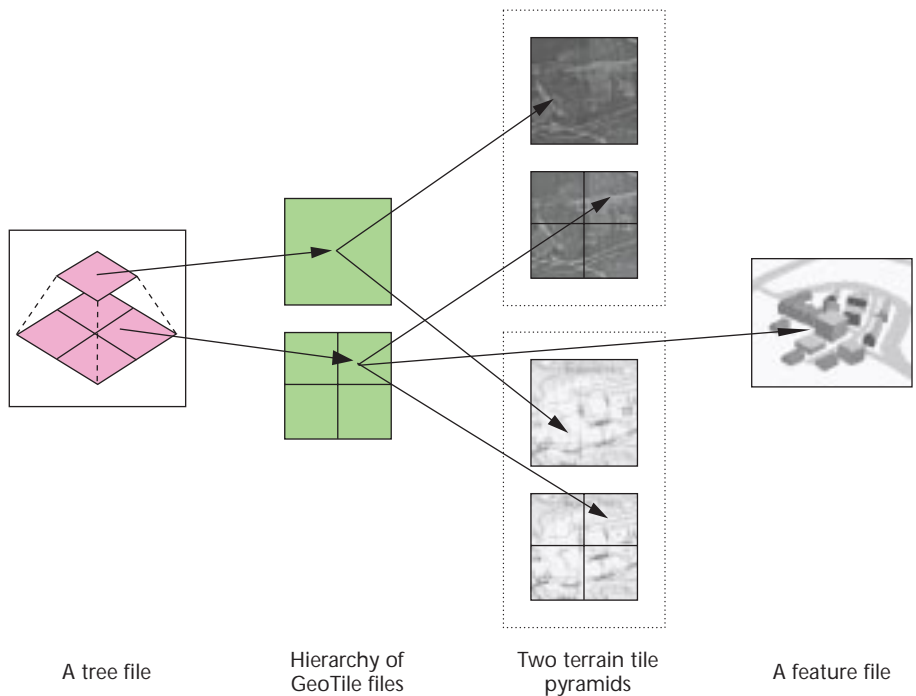 A tree file
Hierarchy of
GeoTile files
Two terrain tile
pyramids
A feature file